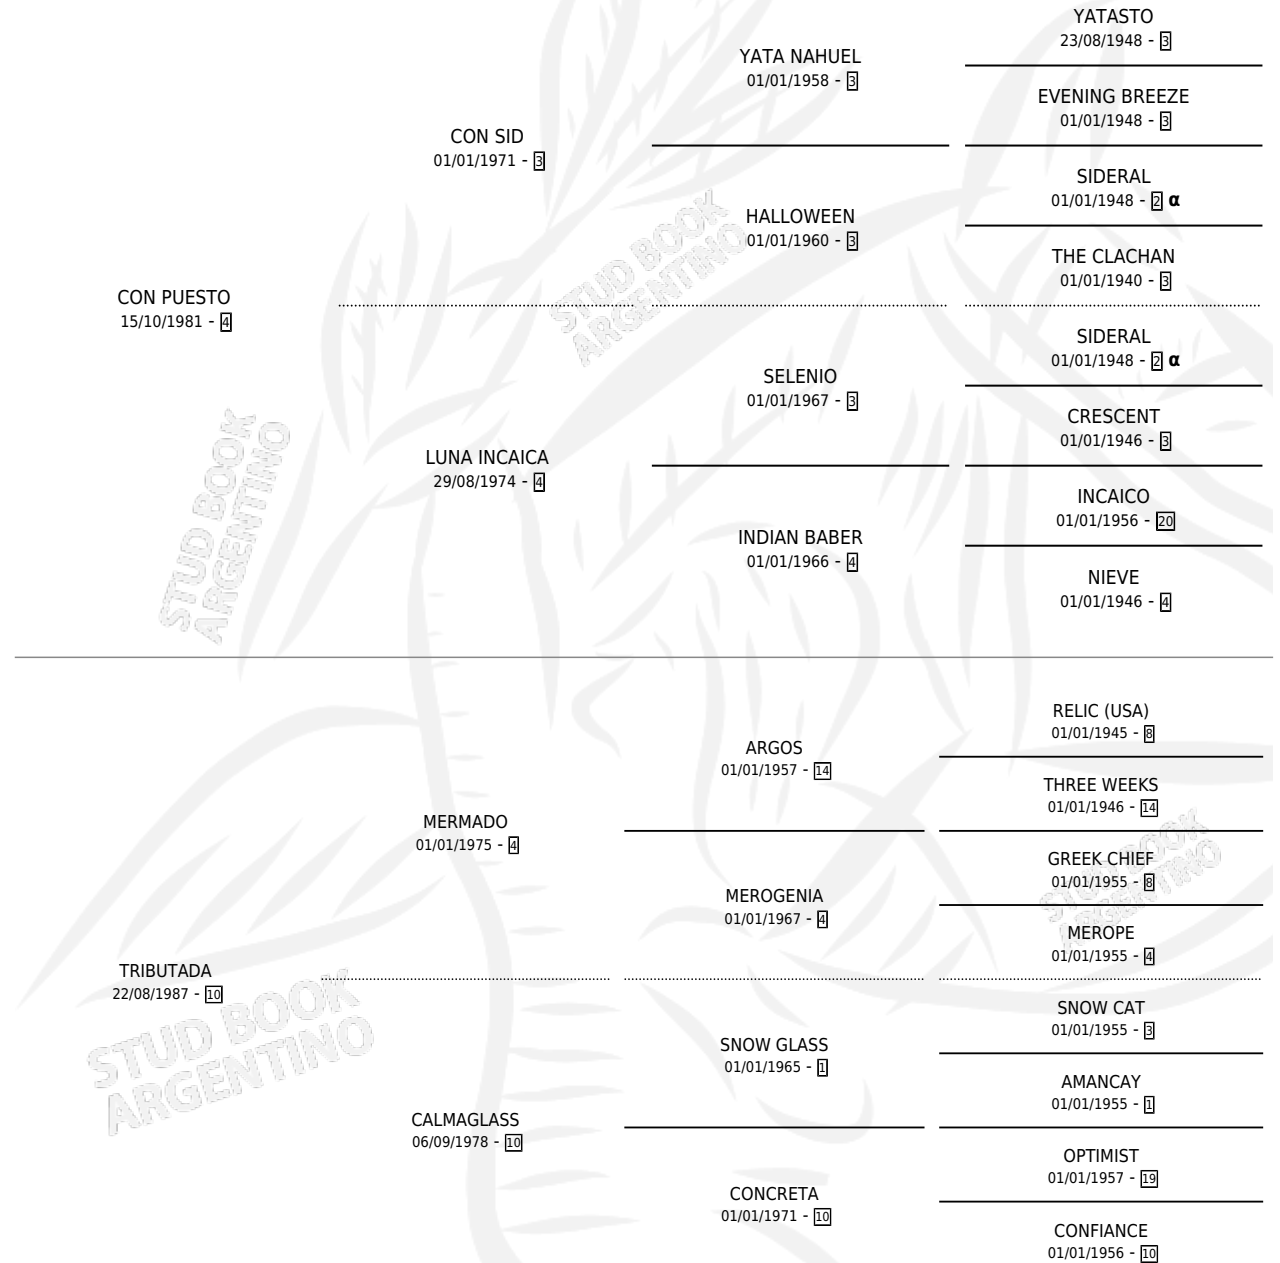 YATASTO
23/08/1948 - 3
YATA NAHUEL
01/01/1958 - 3
EVENING BREEZE
01/01/1948 - 3
CON SID
01/01/1971 - 3
SIDERAL
01/01/1948 - 2 α
HALLOWEEN
01/01/1960 - 3
THE CLACHAN
01/01/1940 - 3
STUD BOOK
ARGENTINO
CON PUESTO
15/10/1981 - 4
SIDERAL
01/01/1948 - 2 α
SELENIO
01/01/1967 - 3
CRESCENT
01/01/1946 - 3
LUNA INCAICA
29/08/1974 - 4
INCAICO
01/01/1956 - 20
INDIAN BABER
01/01/1966 - 4
NIEVE
01/01/1946 - 4
STUD BOOK
ARGENTINO
RELIC (USA)
01/01/1945 - 8
ARGOS
01/01/1957 - 14
THREE WEEKS
01/01/1946 - 14
MERMADO
01/01/1975 - 4
GREEK CHIEF
01/01/1955 - 8
MEROGENIA
01/01/1967 - 4
MEROPE
01/01/1955 - 4
STUD BOOK
ARGENTINO
TRIBUTADA
22/08/1987 - 10
SNOW CAT
01/01/1955 - 3
SNOW GLASS
01/01/1965 - 1
AMANCAY
01/01/1955 - 1
STUD BOOK
ARGENTINO
CALMAGLASS
06/09/1978 - 10
OPTIMIST
01/01/1957 - 19
CONCRETA
01/01/1971 - 10
CONFIANCE
01/01/1956 - 10